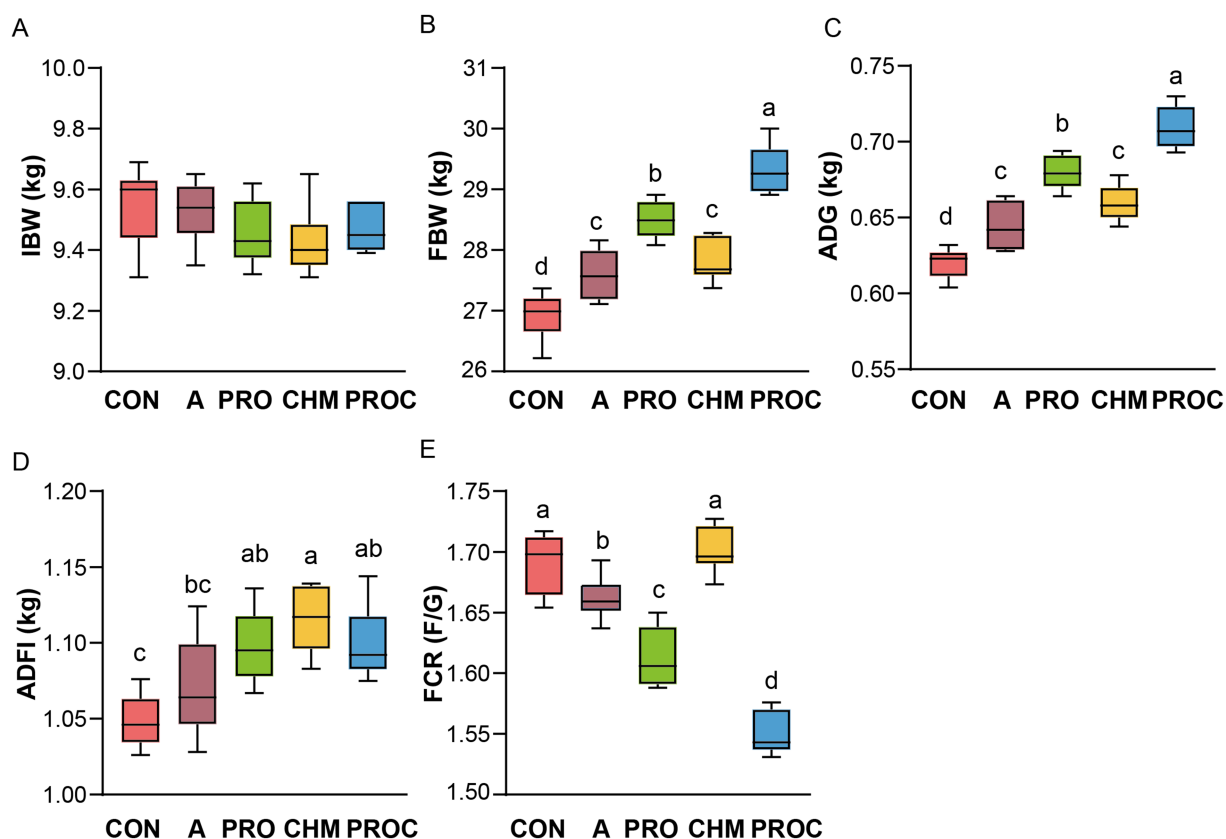 A
IBW (kg)
10.0
9.8
9.6
9.4
9.2
9.0
CON A PRO CHM PROC
B
FBW (kg)
31
30
29
28
27
26
d
c
b
c
a
CON A PRO CHM PROC
C
ADG (kg)
0.75
0.70
0.65
0.60
0.55
d
c
b
c
a
CON A PRO CHM PROC
D
ADFI (kg)
1.20
1.15
1.10
1.05
1.00
c
bc
ab
a
ab
CON A PRO CHM PROC
E
FCR (F/G)
1.75
1.70
1.65
1.60
1.55
1.50
a
b
c
a
d
CON A PRO CHM PROC